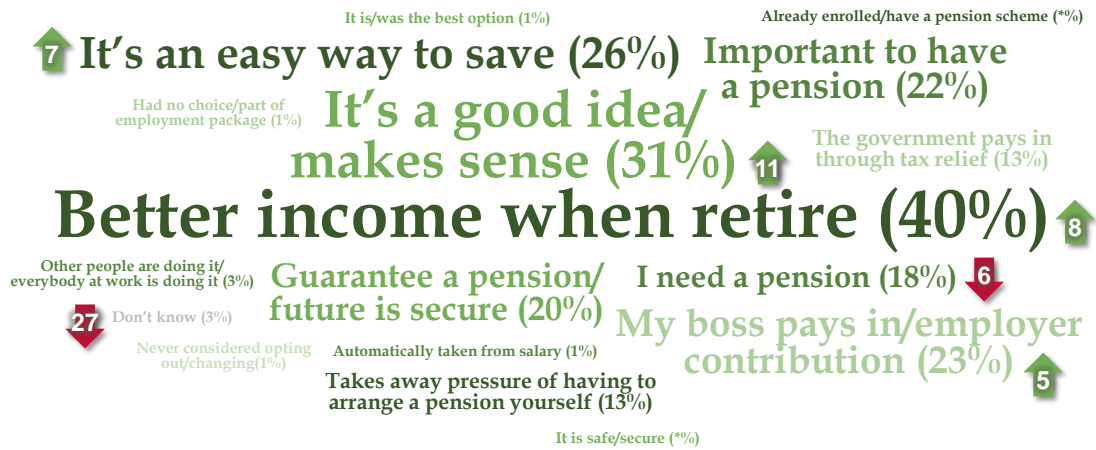 It is/was the best option (1%)
Already enrolled/have a pension scheme (*%)
7
It's an easy way to save (26%)
Important to have
a pension (22%)
Had no choice/part of
employment package (1%)
It's a good idea/
makes sense (31%)
11
The government pays in
through tax relief (13%)
Better income when retire (40%)
8
Other people are doing it/
everybody at work is doing it (3%)
Guarantee a pension/
future is secure (20%)
I need a pension (18%)
6
27
Don't know (3%)
My boss pays in/employer
contribution (23%)
5
Never considered opting
out/changing(1%)
Automatically taken from salary (1%)
Takes away pressure of having to
arrange a pension yourself (13%)
It is safe/secure (*%)